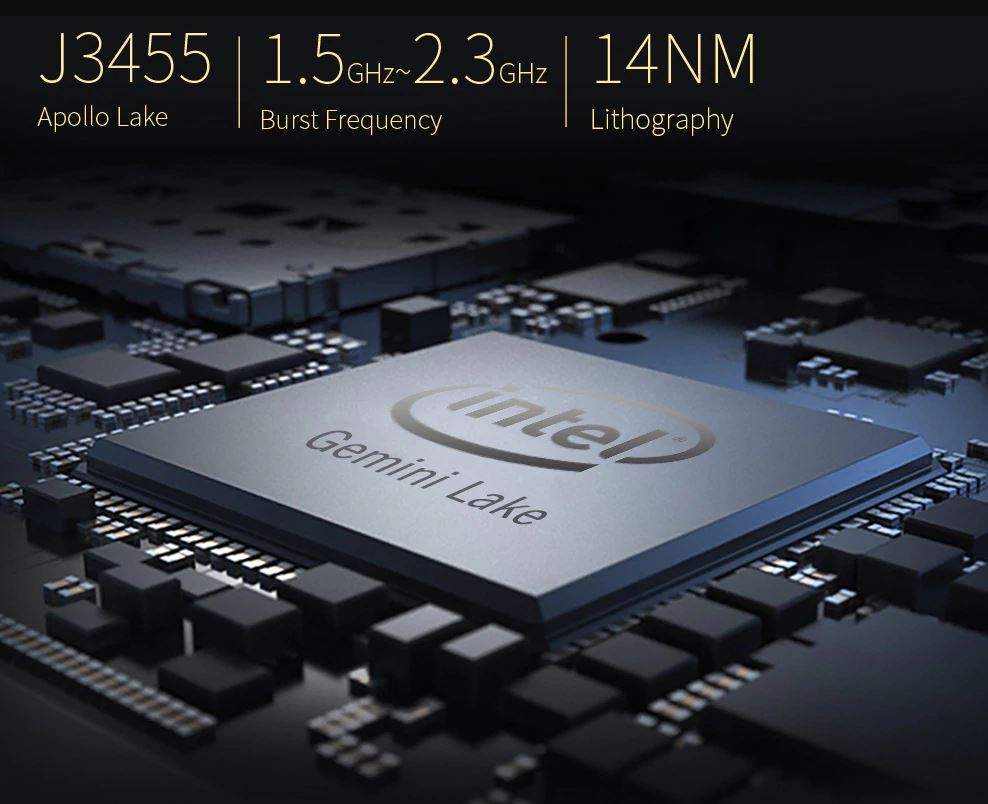 J3455
Apollo Lake
1.5GHz~2.3GHz
Burst Frequency
14NM
Lithography
intel®
Gemini Lake